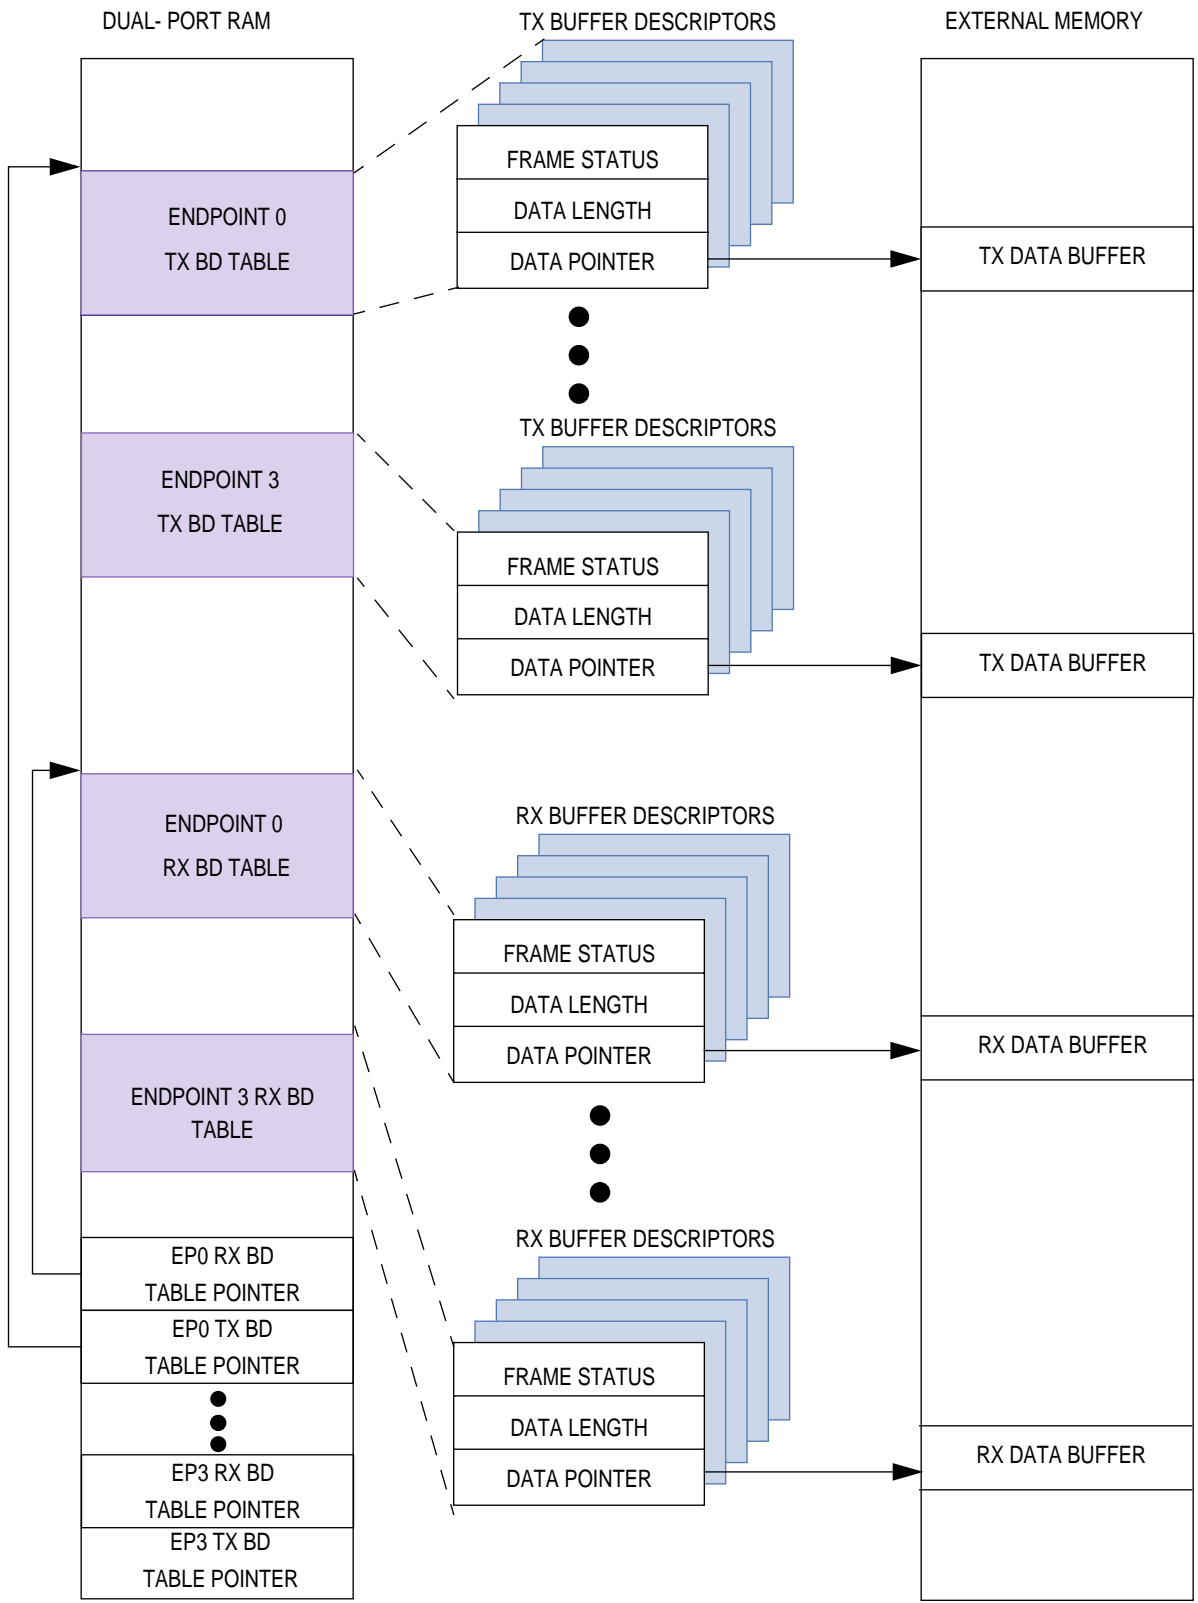 DUAL- PORT RAM
TX BUFFER DESCRIPTORS
EXTERNAL MEMORY
FRAME STATUS
DATA LENGTH
DATA POINTER
ENDPOINT 0
TX BD TABLE
TX DATA BUFFER
TX BUFFER DESCRIPTORS
ENDPOINT 3
TX BD TABLE
FRAME STATUS
DATA LENGTH
DATA POINTER
TX DATA BUFFER
RX BUFFER DESCRIPTORS
ENDPOINT 0
RX BD TABLE
FRAME STATUS
DATA LENGTH
DATA POINTER
RX DATA BUFFER
ENDPOINT 3 RX BD
TABLE
RX BUFFER DESCRIPTORS
EP0 RX BD
TABLE POINTER
EP0 TX BD
TABLE POINTER
FRAME STATUS
DATA LENGTH
DATA POINTER
RX DATA BUFFER
EP3 RX BD
TABLE POINTER
EP3 TX BD
TABLE POINTER